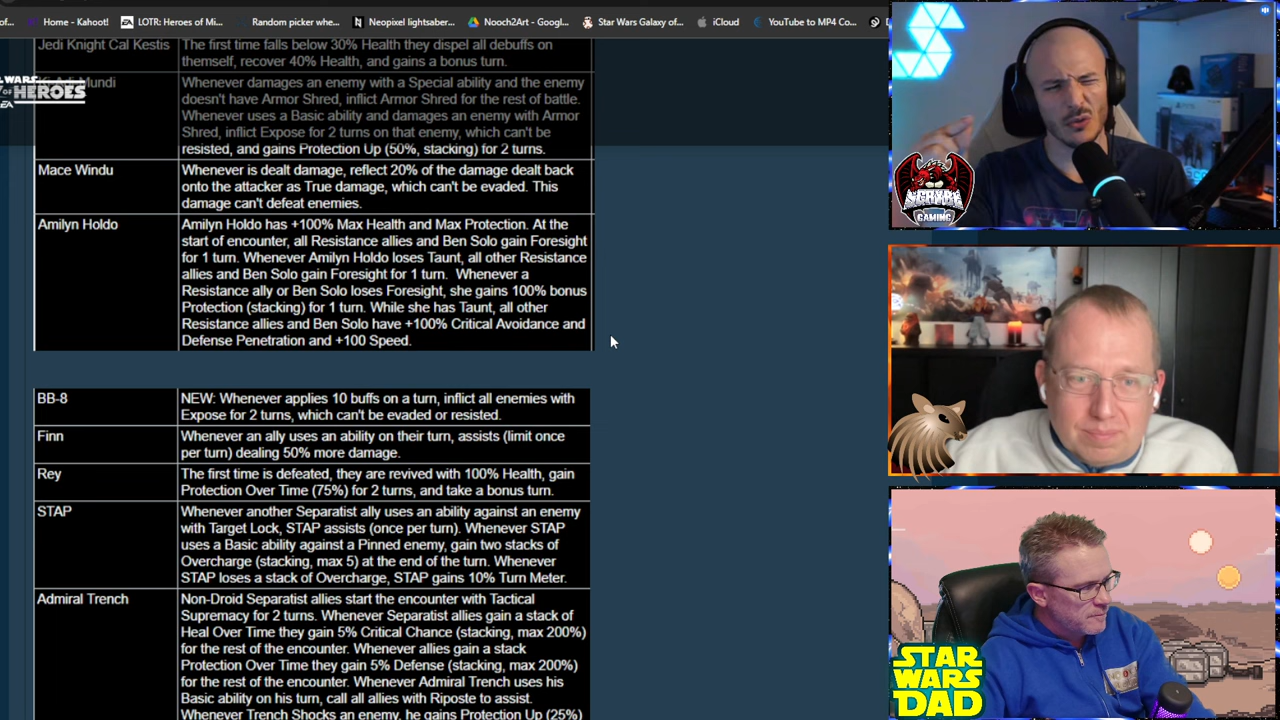 of...
Home - Kahoot!
LOTR: Heroes of Mi...
Random picker whe...
Neopixel lightsaber...
Nooch2Art - Googl...
Star Wars Galaxy of...
iCloud
YouTube to MP4 Co...
Jedi Knight Cal Kestis
The first time falls below 30% Health they dispel all debuffs on
themself, recover 40% Health, and gains a bonus turn.
Ki-Adi-Mundi
Whenever damages an enemy with a Special ability and the enemy
doesn't have Armor Shred, inflict Armor Shred for the rest of battle.
Whenever uses a Basic ability and damages an enemy with Armor
Shred, inflict Expose for 2 turns on that enemy, which can't be
resisted, and gains Protection Up (50%, stacking) for 2 turns.
WARS
OF HEROES
EA
Mace Windu
Whenever is dealt damage, reflect 20% of the damage dealt back
onto the attacker as True damage, which can't be evaded. This
damage can't defeat enemies.
Amilyn Holdo
Amilyn Holdo has +100% Max Health and Max Protection. At the
start of encounter, all Resistance allies and Ben Solo gain Foresight
for 1 turn. Whenever Amilyn Holdo loses Taunt, all other Resistance
allies and Ben Solo gain Foresight for 1 turn. Whenever a
Resistance ally or Ben Solo loses Foresight, she gains 100% bonus
Protection (stacking) for 1 turn. While she has Taunt, all other
Resistance allies and Ben Solo have +100% Critical Avoidance and
Defense Penetration and +100 Speed.
BB-8
NEW: Whenever applies 10 buffs on a turn, inflict all enemies with
Expose for 2 turns, which can't be evaded or resisted.
Finn
Whenever an ally uses an ability on their turn, assists (limit once
per turn) dealing 50% more damage.
Rey
The first time is defeated, they are revived with 100% Health, gain
Protection Over Time (75%) for 2 turns, and take a bonus turn.
STAP
Whenever another Separatist ally uses an ability against an enemy
with Target Lock, STAP assists (once per turn). Whenever STAP
uses a Basic ability against a Pinned enemy, gain two stacks of
Overcharge (stacking, max 5) at the end of the turn. Whenever
STAP loses a stack of Overcharge, STAP gains 10% Turn Meter.
Admiral Trench
Non-Droid Separatist allies start the encounter with Tactical
Supremacy for 2 turns. Whenever Separatist allies gain a stack of
Heal Over Time they gain 5% Critical Chance (stacking, max 200%)
for the rest of the encounter. Whenever allies gain a stack
Protection Over Time they gain 5% Defense (stacking, max 200%)
for the rest of the encounter. Whenever Admiral Trench uses his
Basic ability on his turn, call all allies with Riposte to assist.
Whenever Trench Shocks an enemy, he gains Protection Up (25%)
GAMING
STAR
WARS
DAD